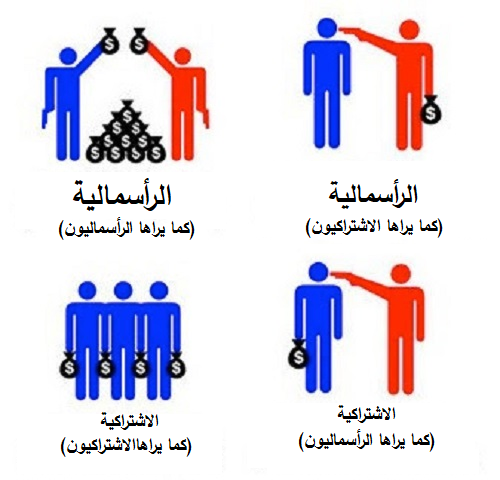 $ $
$ $ $ $ $ $ $ $ $ $
الرأسمالية
(كما يراها الرأسماليون)
$
الرأسمالية
(كما يراها الاشتراكيون)
$ $ $ $
الاشتراكية
(كما يراهاالاشتراكيون)
$
الاشتراكية
(كما يراها الرأسماليون)